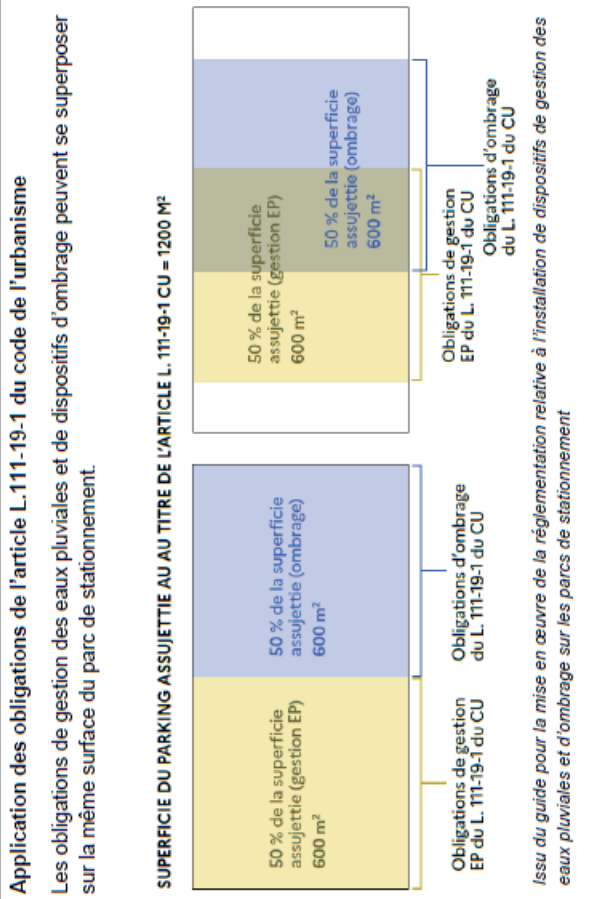 Application des obligations de l'article L.111-19-1 du code de l'urbanisme
Les obligations de gestion des eaux pluviales et de dispositifs d'ombrage peuvent se superposer
sur la même surface du parc de stationnement.
SUPERFICIE DU PARKING ASSUJETTIE AU AU TITRE DE L'ARTICLE L. 111-19-1 CU = 1200 M²
50 % de la superficie
assujettie (gestion EP)
600 m²
50 % de la superficie
assujettie (ombrage)
600 m²
Obligations de gestion
EP du L. 111-19-1 du CU
Obligations d'ombrage
du L. 111-19-1 du CU
50 % de la superficie
assujettie (gestion EP)
600 m²
50 % de la superficie
assujettie (ombrage)
600 m²
Obligations de gestion
EP du L. 111-19-1 du CU
Obligations d'ombrage
du L. 111-19-1 du CU
Issu du guide pour la mise en œuvre de la réglementation relative à l'installation de dispositifs de gestion des
eaux pluviales et d'ombrage sur les parcs de stationnement